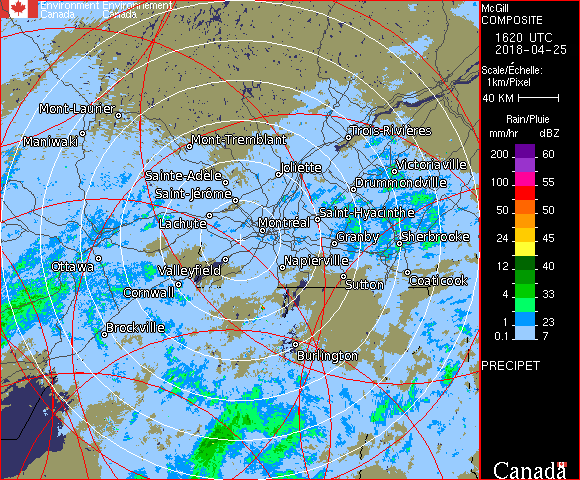 Environment Environnement
Canada Canada
McGill
COMPOSITE
1620 UTC
2018-04-25
Scale/Échelle:
1km/Pixel
40 KM
Rain/Pluie
mm/hr dBZ
200 60
100 55
50 50
24 45
12 40
4 33
1 23
0.1 7
PRECIPET
Canada
Mont-Laurier
Maniwaki
Mont-Tremblant
Trois-Rivières
Joliette
Victoriaville
Sainte-Adèle
Drummondville
Saint-Jérôme
Lachute
Saint-Hyacinthe
Montréal
Granby
Sherbrooke
Ottawa
Valleyfield
Napierville
Coaticook
Cornwall
Sutton
Brockville
Burlington